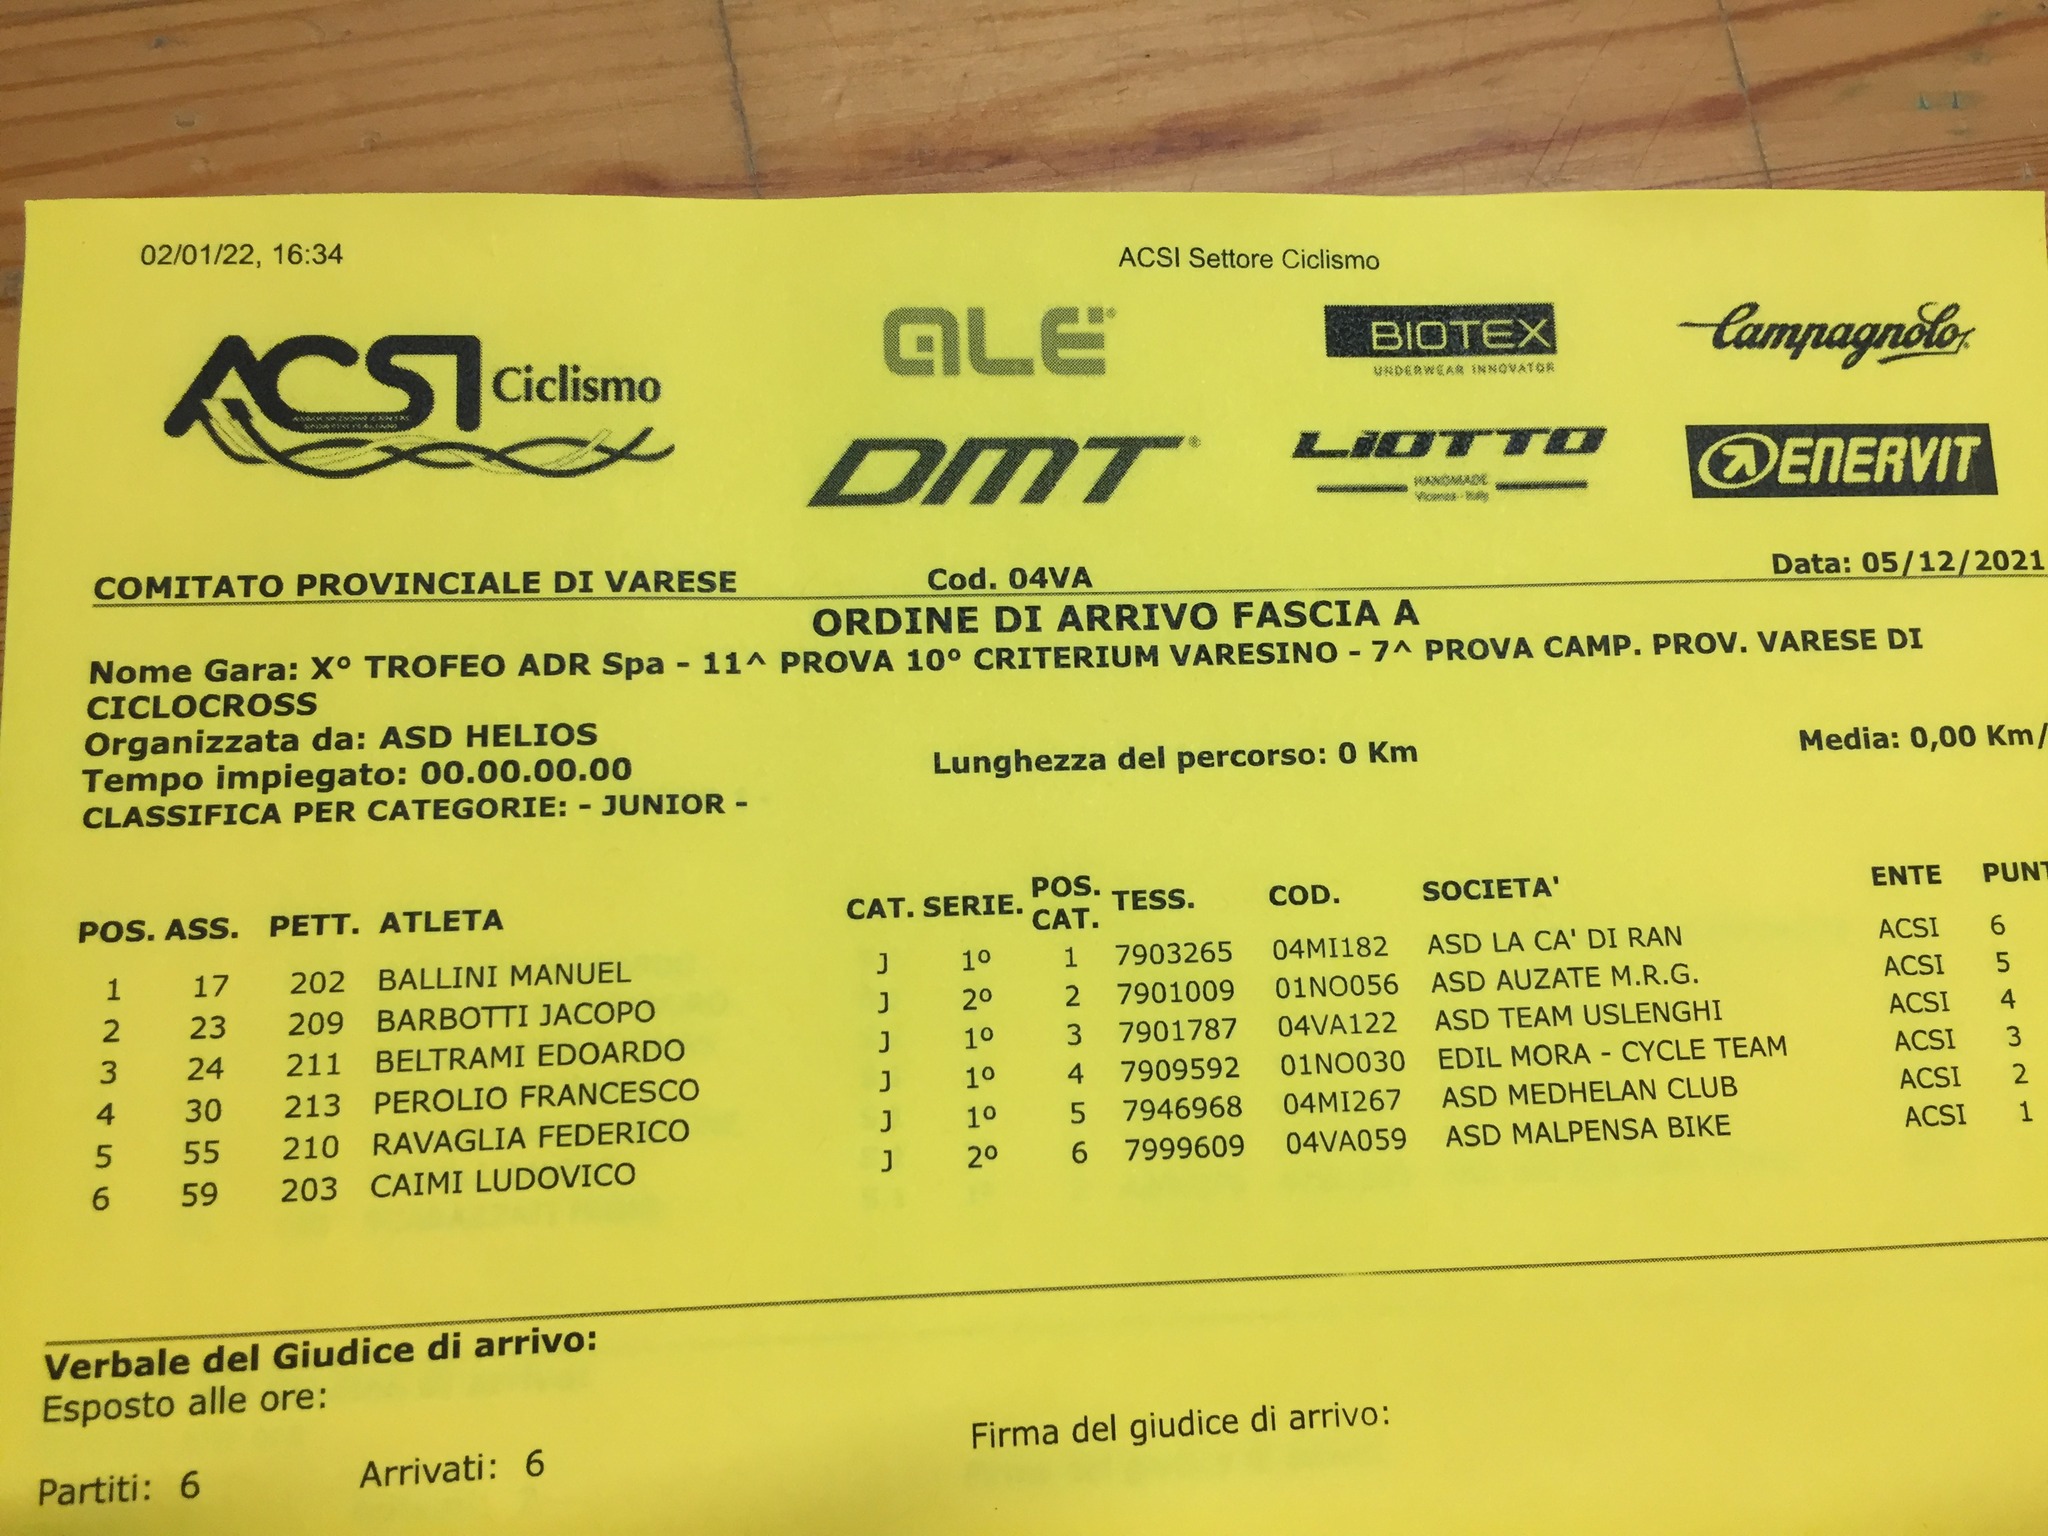 02/01/22, 16:34 ACSI Settore Ciclismo
ACSI Ciclismo
ALÉ
BIOTEX
UNDERWEAR INNOVATOR
Campagnolo
DMT
LIOTTO
HANDMADE
Vicenza - Italy
ENERVIT
COMITATO PROVINCIALE DI VARESE Cod. 04VA Data: 05/12/2021
ORDINE DI ARRIVO FASCIA A
Nome Gara: X° TROFEO ADR Spa - 11^ PROVA 10° CRITERIUM VARESINO - 7^ PROVA CAMP. PROV. VARESE DI
CICLOCROSS
Organizzata da: ASD HELIOS
Tempo impiegato: 00.00.00.00 Lunghezza del percorso: 0 Km Media: 0,00 Km/
CLASSIFICA PER CATEGORIE: - JUNIOR -
POS. ASS. PETT. ATLETA CAT. SERIE. POS. CAT. TESS. COD. SOCIETA' ENTE PUNT
1 17 202 BALLINI MANUEL J 1º 1 7903265 04MI182 ASD LA CA' DI RAN ACSI 6
2 23 209 BARBOTTI JACOPO J 2º 2 7901009 01NO056 ASD AUZATE M.R.G. ACSI 5
3 24 211 BELTRAMI EDOARDO J 1º 3 7901787 04VA122 ASD TEAM USLENGHI ACSI 4
4 30 213 PEROLIO FRANCESCO J 1º 4 7909592 01NO030 EDIL MORA - CYCLE TEAM ACSI 3
5 55 210 RAVAGLIA FEDERICO J 1º 5 7946968 04MI267 ASD MEDHELAN CLUB ACSI 2
6 59 203 CAIMI LUDOVICO J 2º 6 7999609 04VA059 ASD MALPENSA BIKE ACSI 1
Verbale del Giudice di arrivo:
Esposto alle ore: Firma del giudice di arrivo:
Partiti: 6 Arrivati: 6